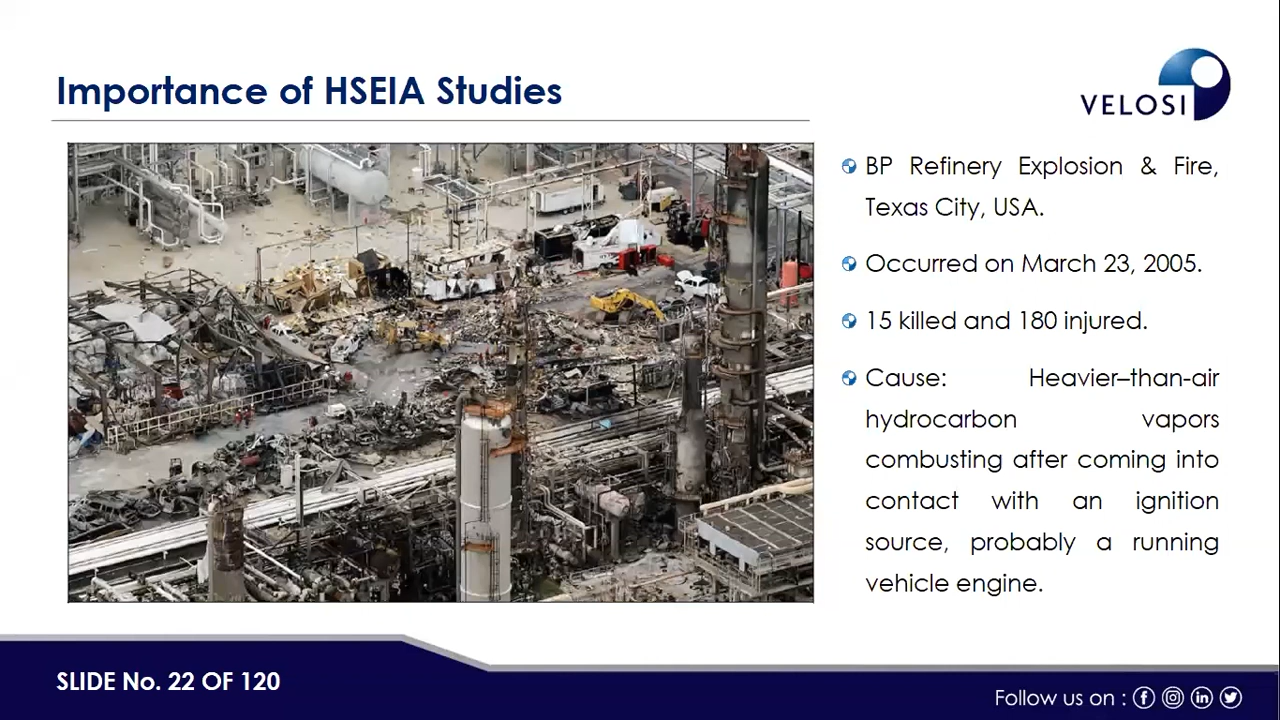 Importance of HSEIA Studies
VELOSI
BP Refinery Explosion & Fire,
Texas City, USA.
Occurred on March 23, 2005.
15 killed and 180 injured.
Cause: Heavier–than-air
hydrocarbon vapors
combusting after coming into
contact with an ignition
source, probably a running
vehicle engine.
SLIDE No. 22 OF 120
Follow us on :